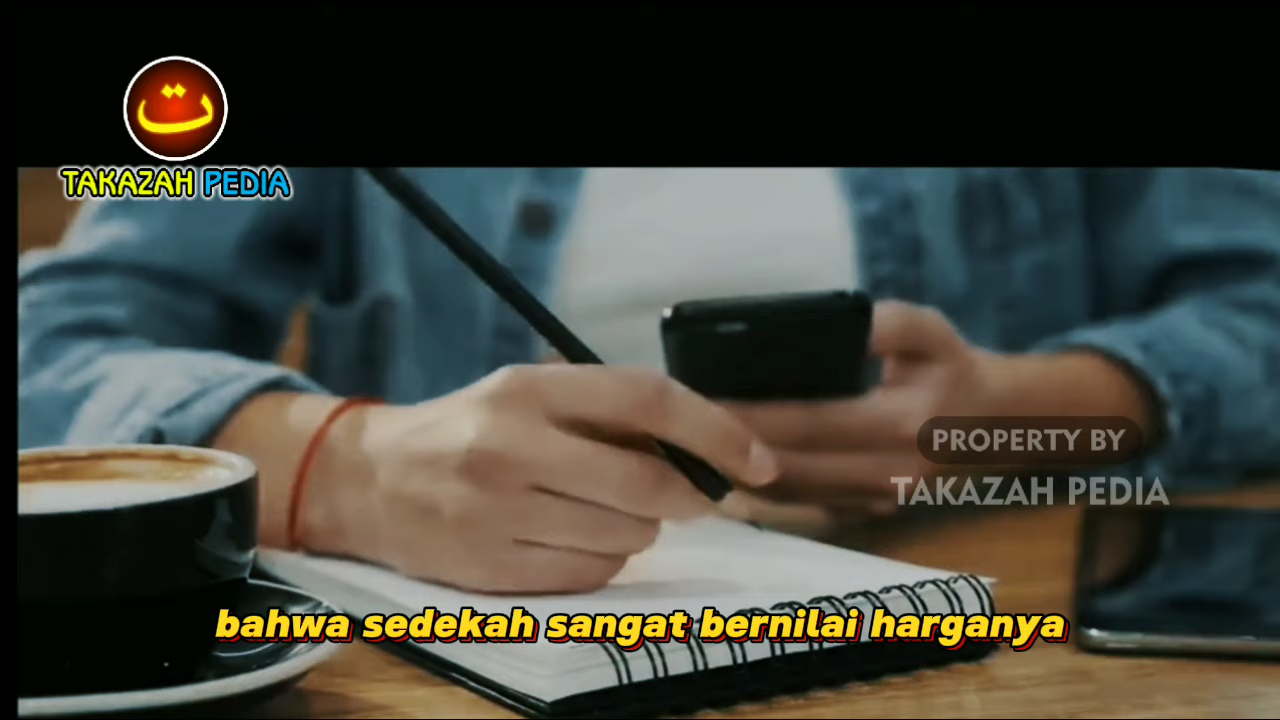 ت
TAKAZAH PEDIA
PROPERTY BY
TAKAZAH PEDIA
bahwa sedekah sangat bernilai harganya